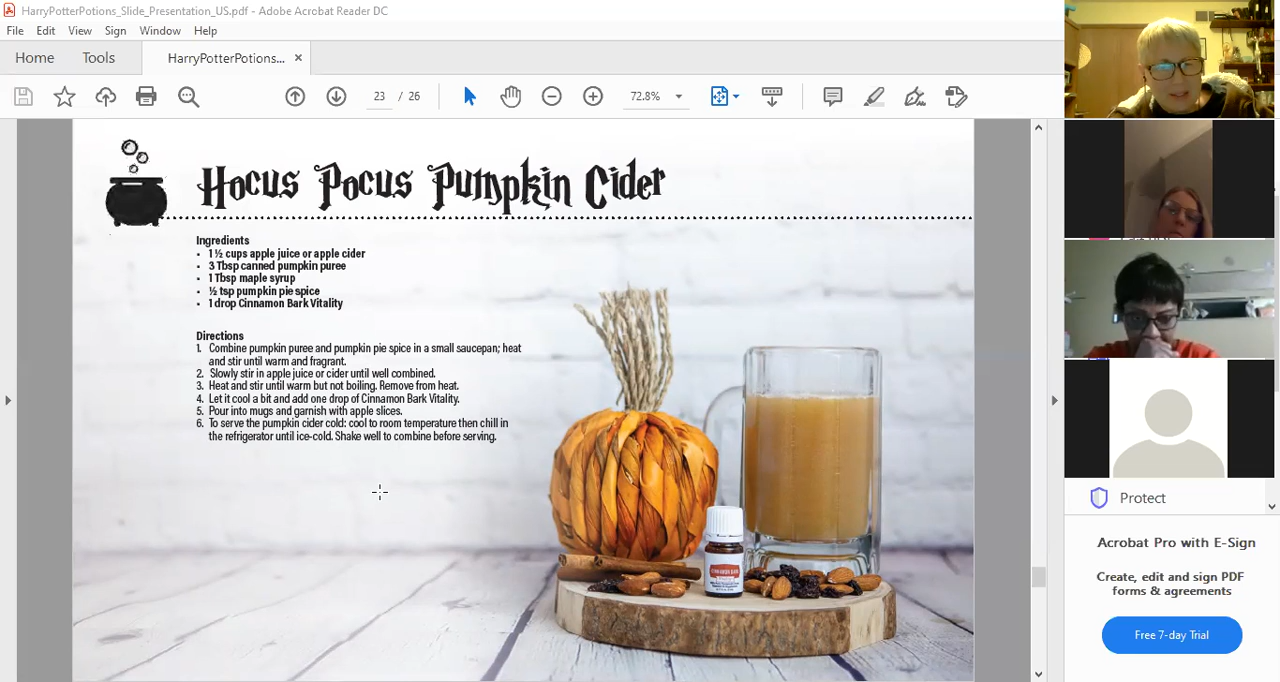 HarryPotterPotions_Slide_Presentation_US.pdf - Adobe Acrobat Reader DC
File Edit View Sign Window Help
Home Tools HarryPotterPotions... ×
23 / 26 72.8%
Hocus Pocus Pumpkin Cider
Ingredients
• 1 ½ cups apple juice or apple cider
• 3 Tbsp canned pumpkin puree
• 1 Tbsp maple syrup
• ½ tsp pumpkin pie spice
• 1 drop Cinnamon Bark Vitality
Directions
1. Combine pumpkin puree and pumpkin pie spice in a small saucepan; heat
and stir until warm and fragrant.
2. Slowly stir in apple juice or cider until well combined.
3. Heat and stir until warm but not boiling. Remove from heat.
4. Let it cool a bit and add one drop of Cinnamon Bark Vitality.
5. Pour into mugs and garnish with apple slices.
6. To serve the pumpkin cider cold: cool to room temperature then chill in
the refrigerator until ice-cold. Shake well to combine before serving.
Protect
Acrobat Pro with E-Sign
Create, edit and sign PDF
forms & agreements
Free 7-day Trial